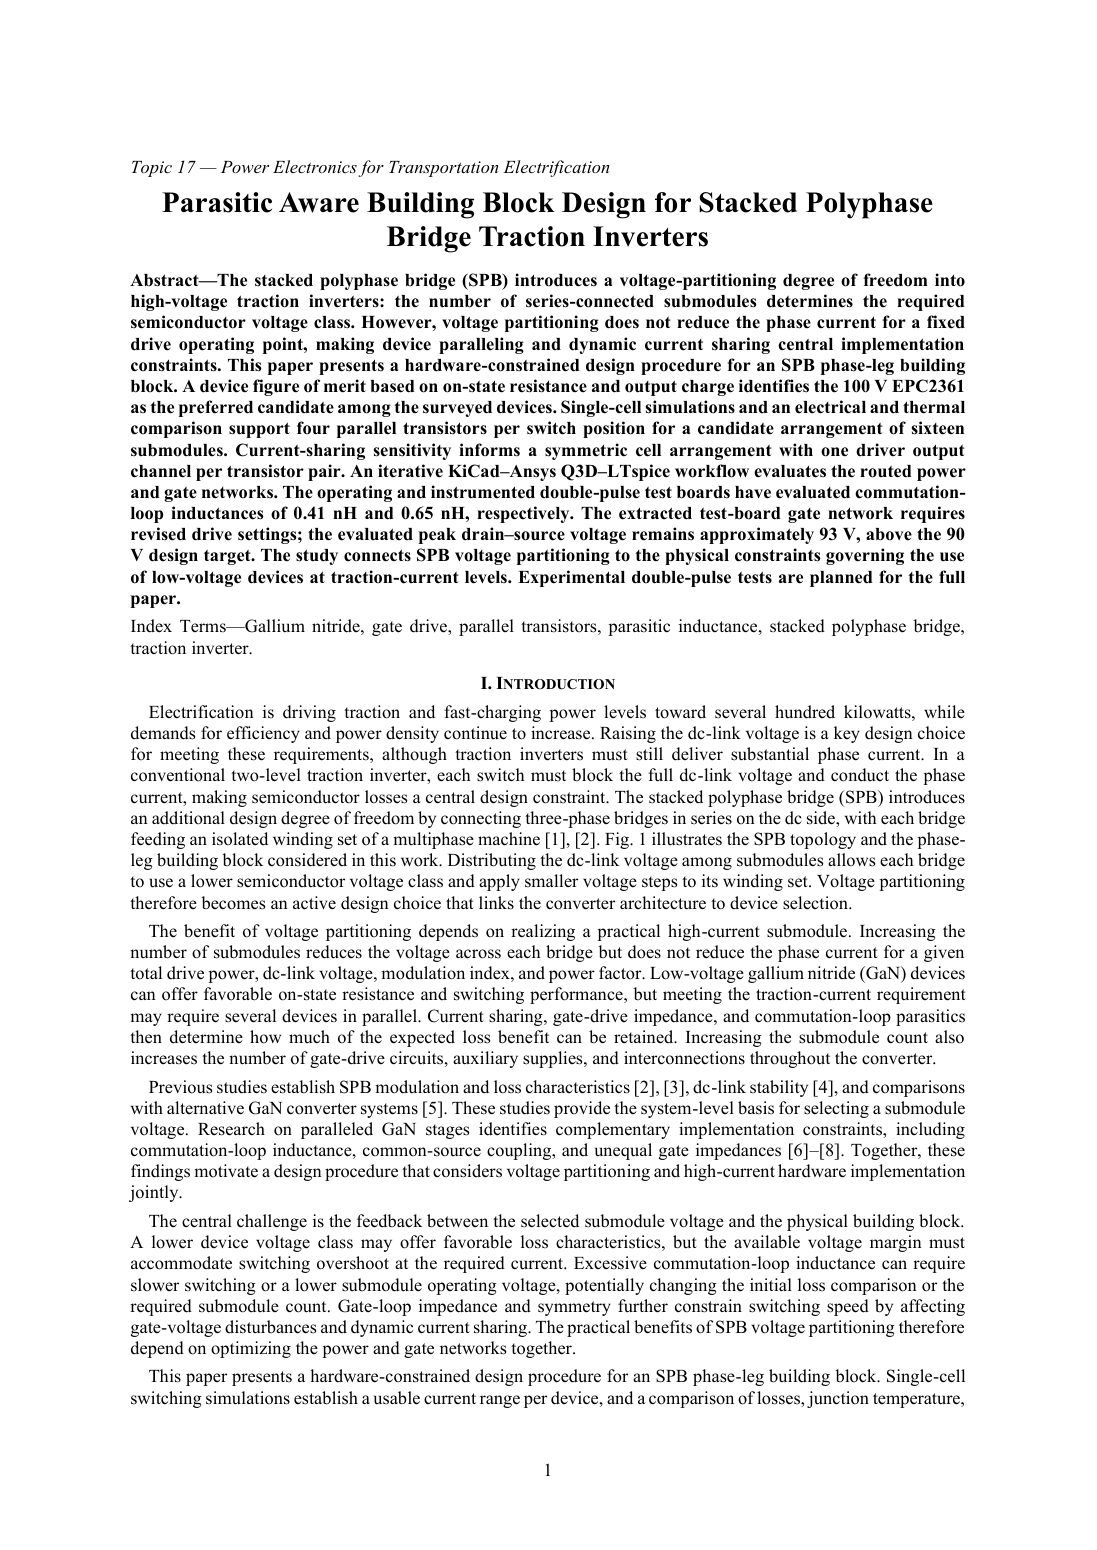 Topic 17 — Power Electronics for Transportation Electrification
Parasitic Aware Building Block Design for Stacked Polyphase
Bridge Traction Inverters
Abstract—The stacked polyphase bridge (SPB) introduces a voltage-partitioning degree of freedom into
high-voltage traction inverters: the number of series-connected submodules determines the required
semiconductor voltage class. However, voltage partitioning does not reduce the phase current for a fixed
drive operating point, making device paralleling and dynamic current sharing central implementation
constraints. This paper presents a hardware-constrained design procedure for an SPB phase-leg building
block. A device figure of merit based on on-state resistance and output charge identifies the 100 V EPC2361
as the preferred candidate among the surveyed devices. Single-cell simulations and an electrical and thermal
comparison support four parallel transistors per switch position for a candidate arrangement of sixteen
submodules. Current-sharing sensitivity informs a symmetric cell arrangement with one driver output
channel per transistor pair. An iterative KiCad–Ansys Q3D–LTspice workflow evaluates the routed power
and gate networks. The operating and instrumented double-pulse test boards have evaluated commutation-
loop inductances of 0.41 nH and 0.65 nH, respectively. The extracted test-board gate network requires
revised drive settings; the evaluated peak drain–source voltage remains approximately 93 V, above the 90
V design target. The study connects SPB voltage partitioning to the physical constraints governing the use
of low-voltage devices at traction-current levels. Experimental double-pulse tests are planned for the full
paper.
Index Terms—Gallium nitride, gate drive, parallel transistors, parasitic inductance, stacked polyphase bridge,
traction inverter.
I. INTRODUCTION
Electrification is driving traction and fast-charging power levels toward several hundred kilowatts, while
demands for efficiency and power density continue to increase. Raising the dc-link voltage is a key design choice
for meeting these requirements, although traction inverters must still deliver substantial phase current. In a
conventional two-level traction inverter, each switch must block the full dc-link voltage and conduct the phase
current, making semiconductor losses a central design constraint. The stacked polyphase bridge (SPB) introduces
an additional design degree of freedom by connecting three-phase bridges in series on the dc side, with each bridge
feeding an isolated winding set of a multiphase machine [1], [2]. Fig. 1 illustrates the SPB topology and the phase-
leg building block considered in this work. Distributing the dc-link voltage among submodules allows each bridge
to use a lower semiconductor voltage class and apply smaller voltage steps to its winding set. Voltage partitioning
therefore becomes an active design choice that links the converter architecture to device selection.
The benefit of voltage partitioning depends on realizing a practical high-current submodule. Increasing the
number of submodules reduces the voltage across each bridge but does not reduce the phase current for a given
total drive power, dc-link voltage, modulation index, and power factor. Low-voltage gallium nitride (GaN) devices
can offer favorable on-state resistance and switching performance, but meeting the traction-current requirement
may require several devices in parallel. Current sharing, gate-drive impedance, and commutation-loop parasitics
then determine how much of the expected loss benefit can be retained. Increasing the submodule count also
increases the number of gate-drive circuits, auxiliary supplies, and interconnections throughout the converter.
Previous studies establish SPB modulation and loss characteristics [2], [3], dc-link stability [4], and comparisons
with alternative GaN converter systems [5]. These studies provide the system-level basis for selecting a submodule
voltage. Research on paralleled GaN stages identifies complementary implementation constraints, including
commutation-loop inductance, common-source coupling, and unequal gate impedances [6]–[8]. Together, these
findings motivate a design procedure that considers voltage partitioning and high-current hardware implementation
jointly.
The central challenge is the feedback between the selected submodule voltage and the physical building block.
A lower device voltage class may offer favorable loss characteristics, but the available voltage margin must
accommodate switching overshoot at the required current. Excessive commutation-loop inductance can require
slower switching or a lower submodule operating voltage, potentially changing the initial loss comparison or the
required submodule count. Gate-loop impedance and symmetry further constrain switching speed by affecting
gate-voltage disturbances and dynamic current sharing. The practical benefits of SPB voltage partitioning therefore
depend on optimizing the power and gate networks together.
This paper presents a hardware-constrained design procedure for an SPB phase-leg building block. Single-cell
switching simulations establish a usable current range per device, and a comparison of losses, junction temperature,
1